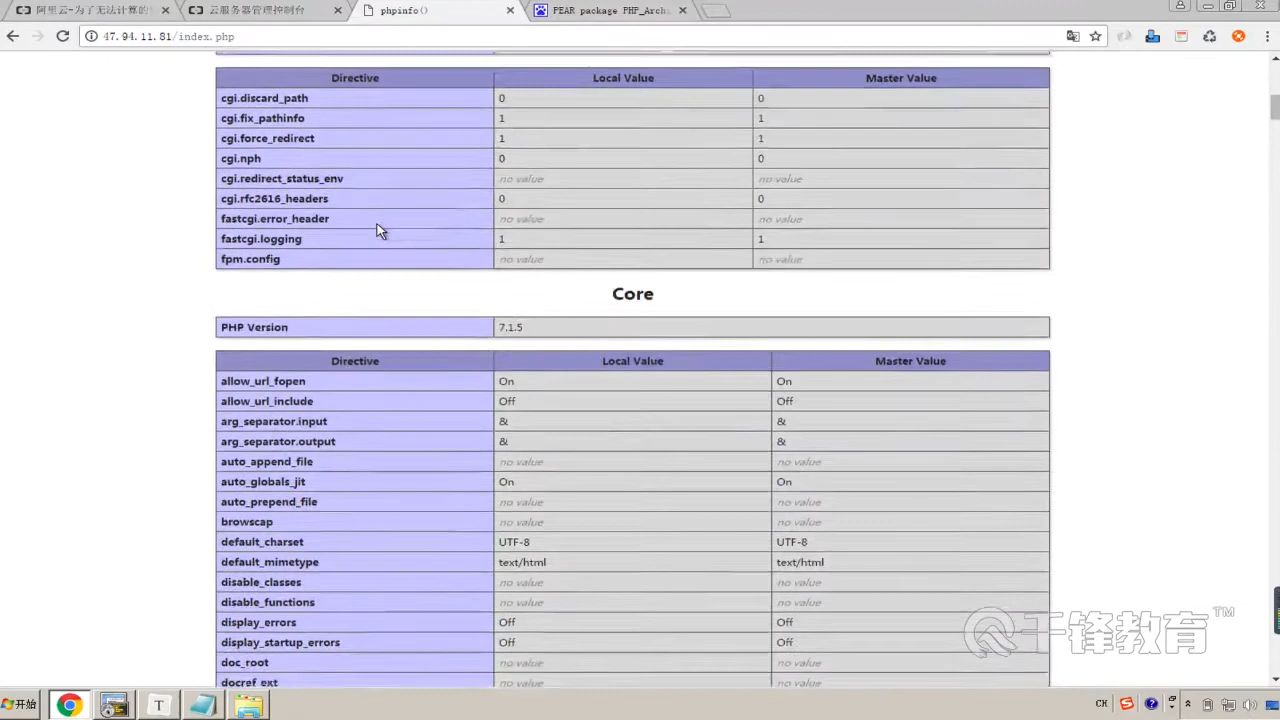 阿里云-为了无法计算的
云服务器管理控制台
phpinfo()
PEAR package PHP_Archi
47.94.11.81/index.php
Directive Local Value Master Value
cgi.discard_path 0 0
cgi.fix_pathinfo 1 1
cgi.force_redirect 1 1
cgi.nph 0 0
cgi.redirect_status_env no value no value
cgi.rfc2616_headers 0 0
fastcgi.error_header no value no value
fastcgi.logging 1 1
fpm.config no value no value
Core
PHP Version 7.1.5
Directive Local Value Master Value
allow_url_fopen On On
allow_url_include Off Off
arg_separator.input & &
arg_separator.output & &
auto_append_file no value no value
auto_globals_jit On On
auto_prepend_file no value no value
browscap no value no value
default_charset UTF-8 UTF-8
default_mimetype text/html text/html
disable_classes no value no value
disable_functions no value no value
display_errors Off Off
display_startup_errors Off Off
doc_root no value no value
docref_ext no value no value
千锋教育™
开始
CH